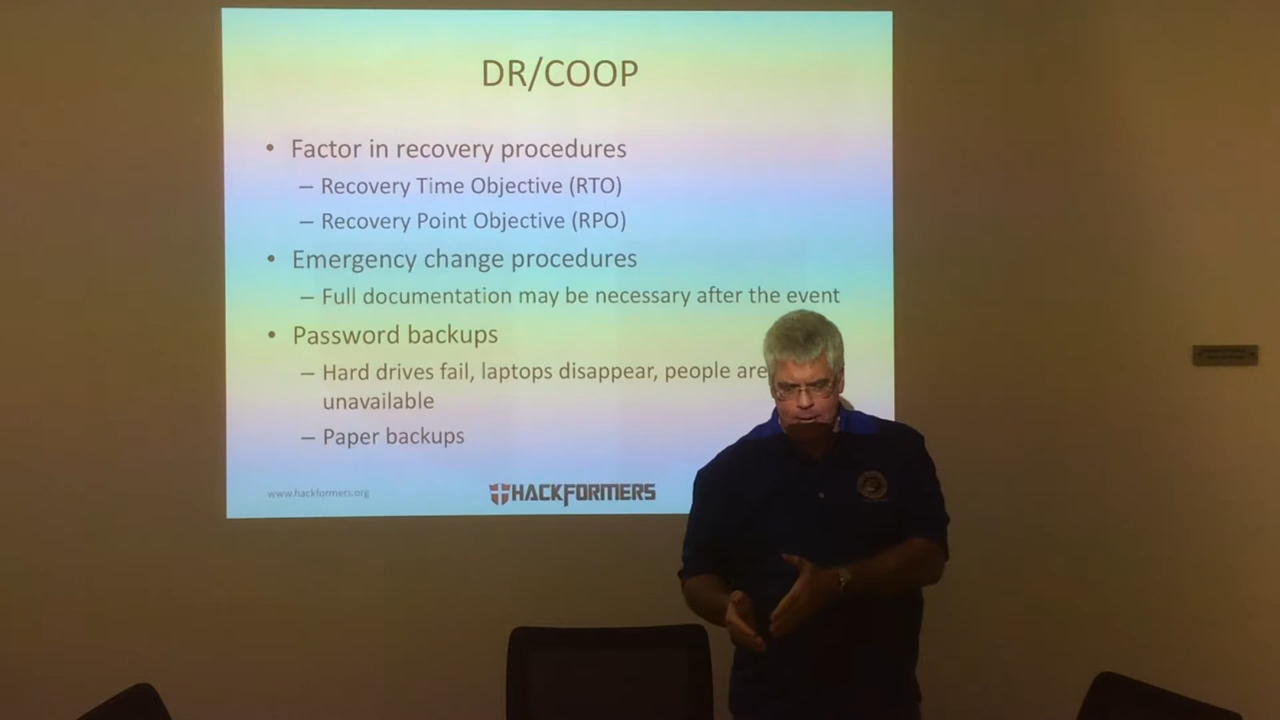 DR/COOP
• Factor in recovery procedures
– Recovery Time Objective (RTO)
– Recovery Point Objective (RPO)
• Emergency change procedures
– Full documentation may be necessary after the event
• Password backups
– Hard drives fail, laptops disappear, people are
unavailable
– Paper backups
www.hackformers.org
HACKFORMERS